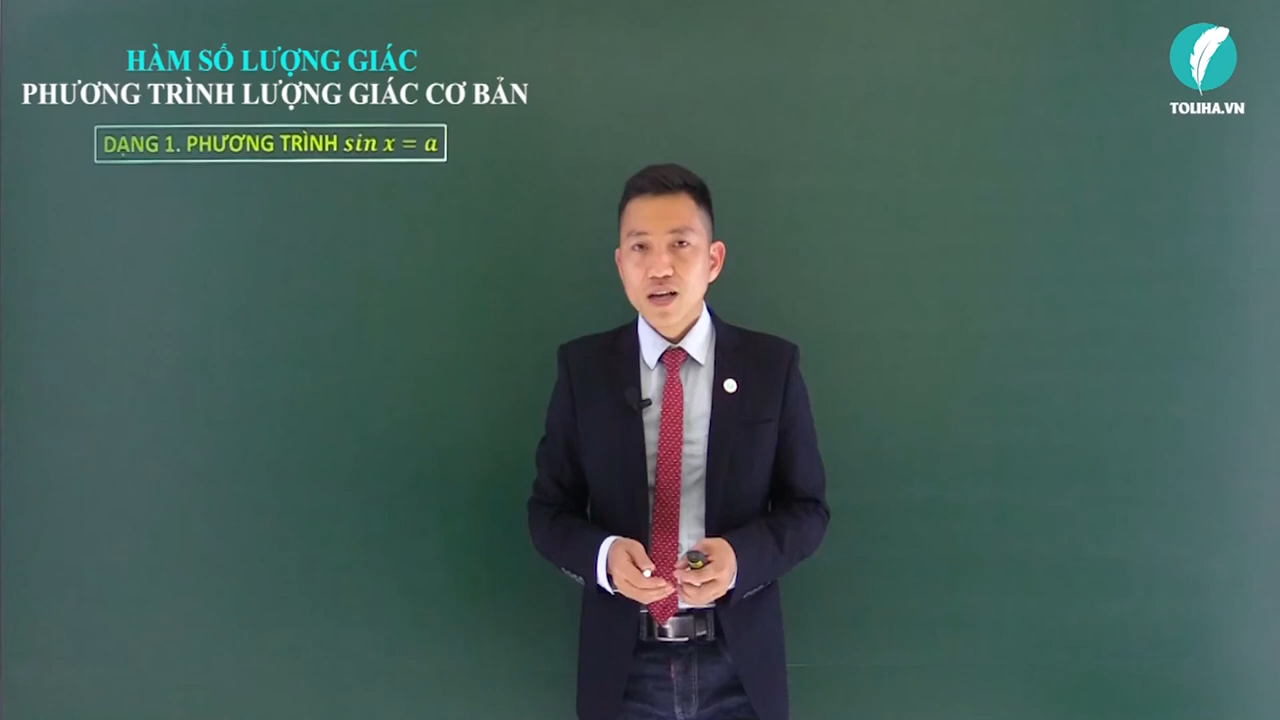 HÀM SỐ LƯỢNG GIÁC
PHƯƠNG TRÌNH LƯỢNG GIÁC CƠ BẢN
DẠNG 1. PHƯƠNG TRÌNH sin x = a
TOLIHA.VN